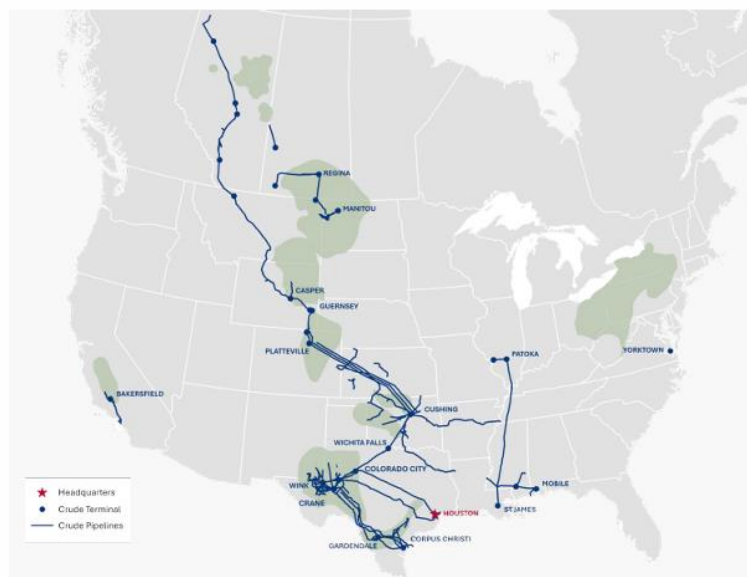 REGINA
MANITOU
CASPER
GUERNSEY
PLATTEVILLE
PATOKA
YORKTOWN
BAKERSFIELD
CUSHING
WICHITA FALLS
COLORADO CITY
WINK
MOBILE
CRANE
ST JAMES
HOUSTON
CORPUS CHRISTI
GARDENDALE
Headquarters
Crude Terminal
Crude Pipelines